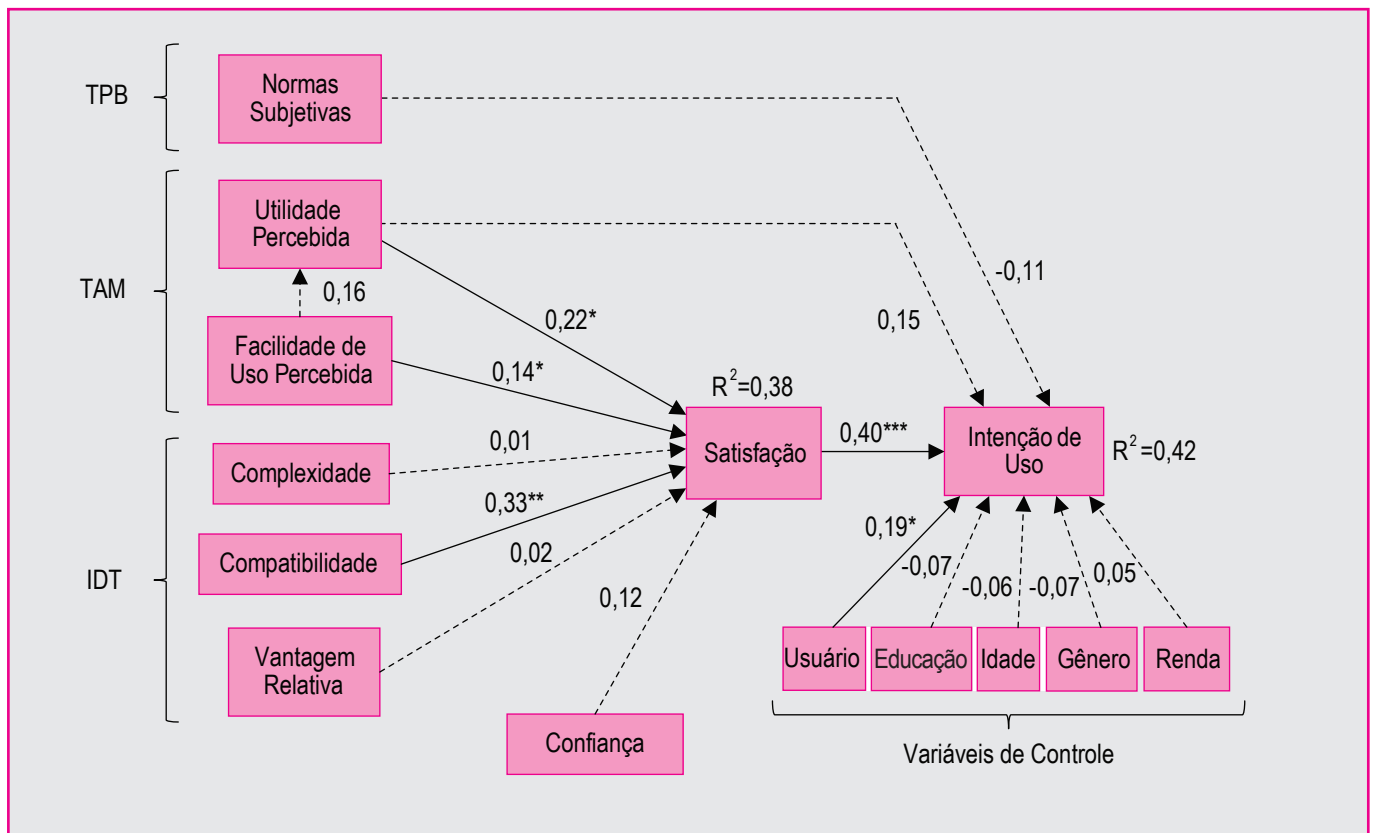 TPB
Normas
Subjetivas
Utilidade
Percebida
TAM
0,16
Facilidade de
Uso Percebida
-0,11
0,15
0,22*
0,14*
R²=0,38
Satisfação
0,40***
Intenção de
Uso
R²=0,42
IDT
Complexidade
0,01
Compatibilidade
0,33**
0,02
Vantagem
Relativa
0,12
Confiança
0,19*
-0,07
-0,06
-0,07
0,05
Usuário
Educação
Idade
Gênero
Renda
Variáveis de Controle